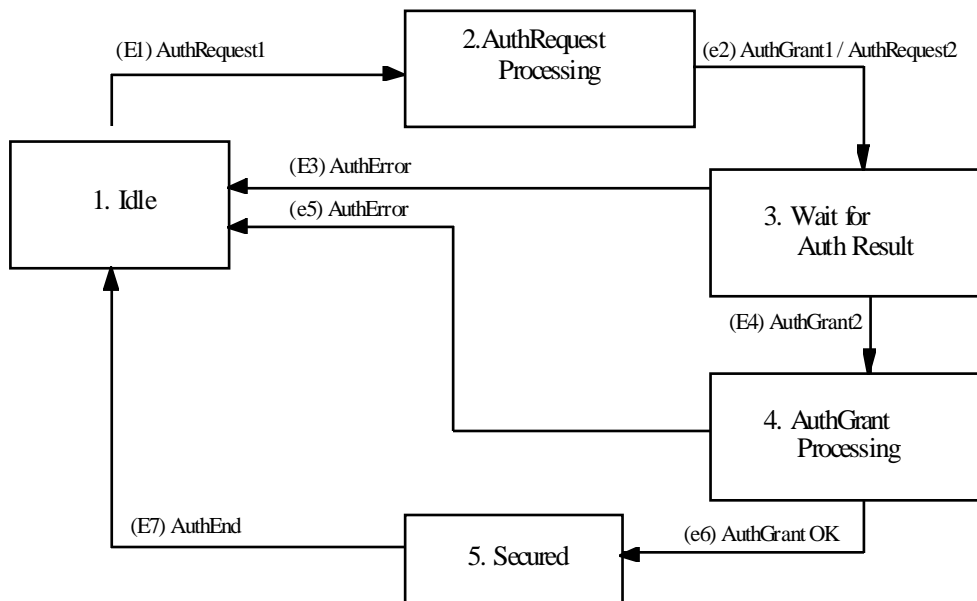 (E1) AuthRequest1
2.AuthRequest
Processing
(e2) AuthGrant1 / AuthRequest2
1. Idle
(E3) AuthError
(e5) AuthError
3. Wait for
Auth Result
(E4) AuthGrant2
4. AuthGrant
Processing
(E7) AuthEnd
5. Secured
(e6) AuthGrant OK